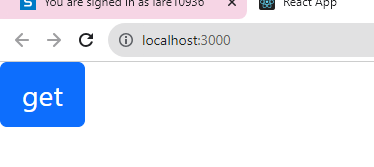 You are signed in as lare10936
React App
localhost:3000
get